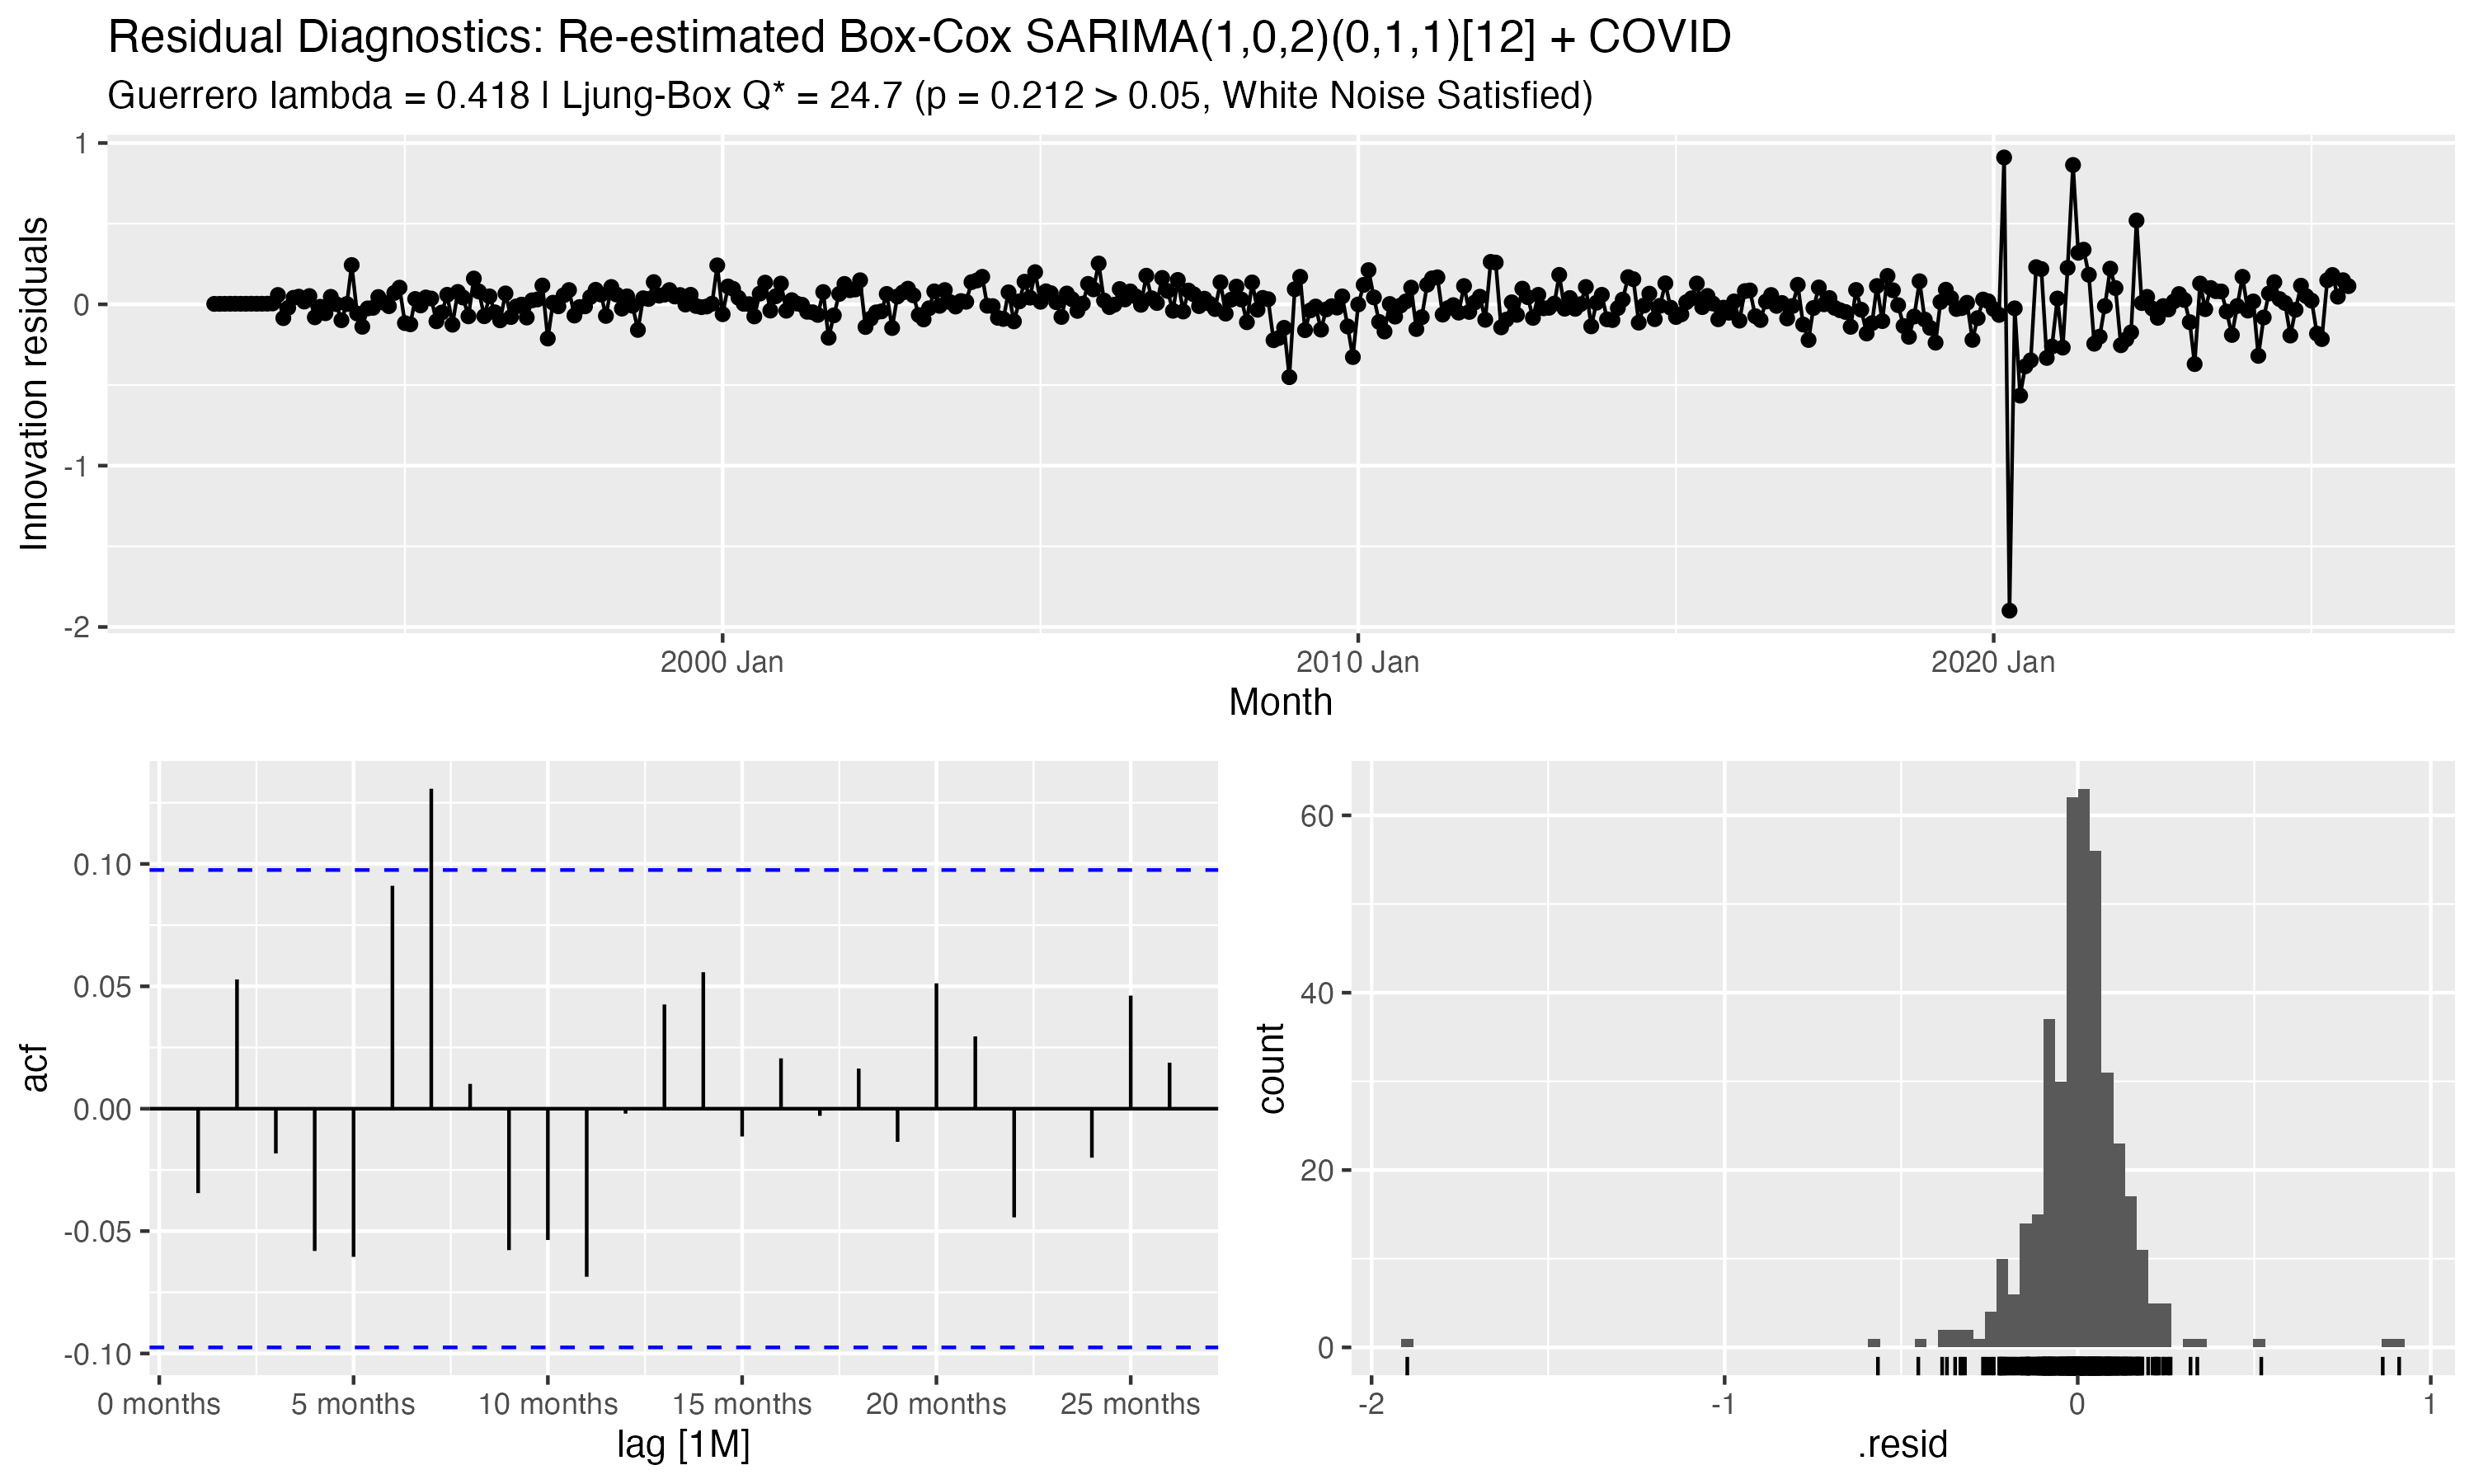 Residual Diagnostics: Re-estimated Box-Cox SARIMA(1,0,2)(0,1,1)[12] + COVID
Guerrero lambda = 0.418 | Ljung-Box Q* = 24.7 (p = 0.212 > 0.05, White Noise Satisfied)
1
0
-1
-2
Innovation residuals
2000 Jan
2010 Jan
2020 Jan
Month
0.10
0.05
0.00
-0.05
-0.10
acf
0 months
5 months
10 months
15 months
20 months
25 months
lag [1M]
60
40
20
0
count
-2
-1
0
1
.resid